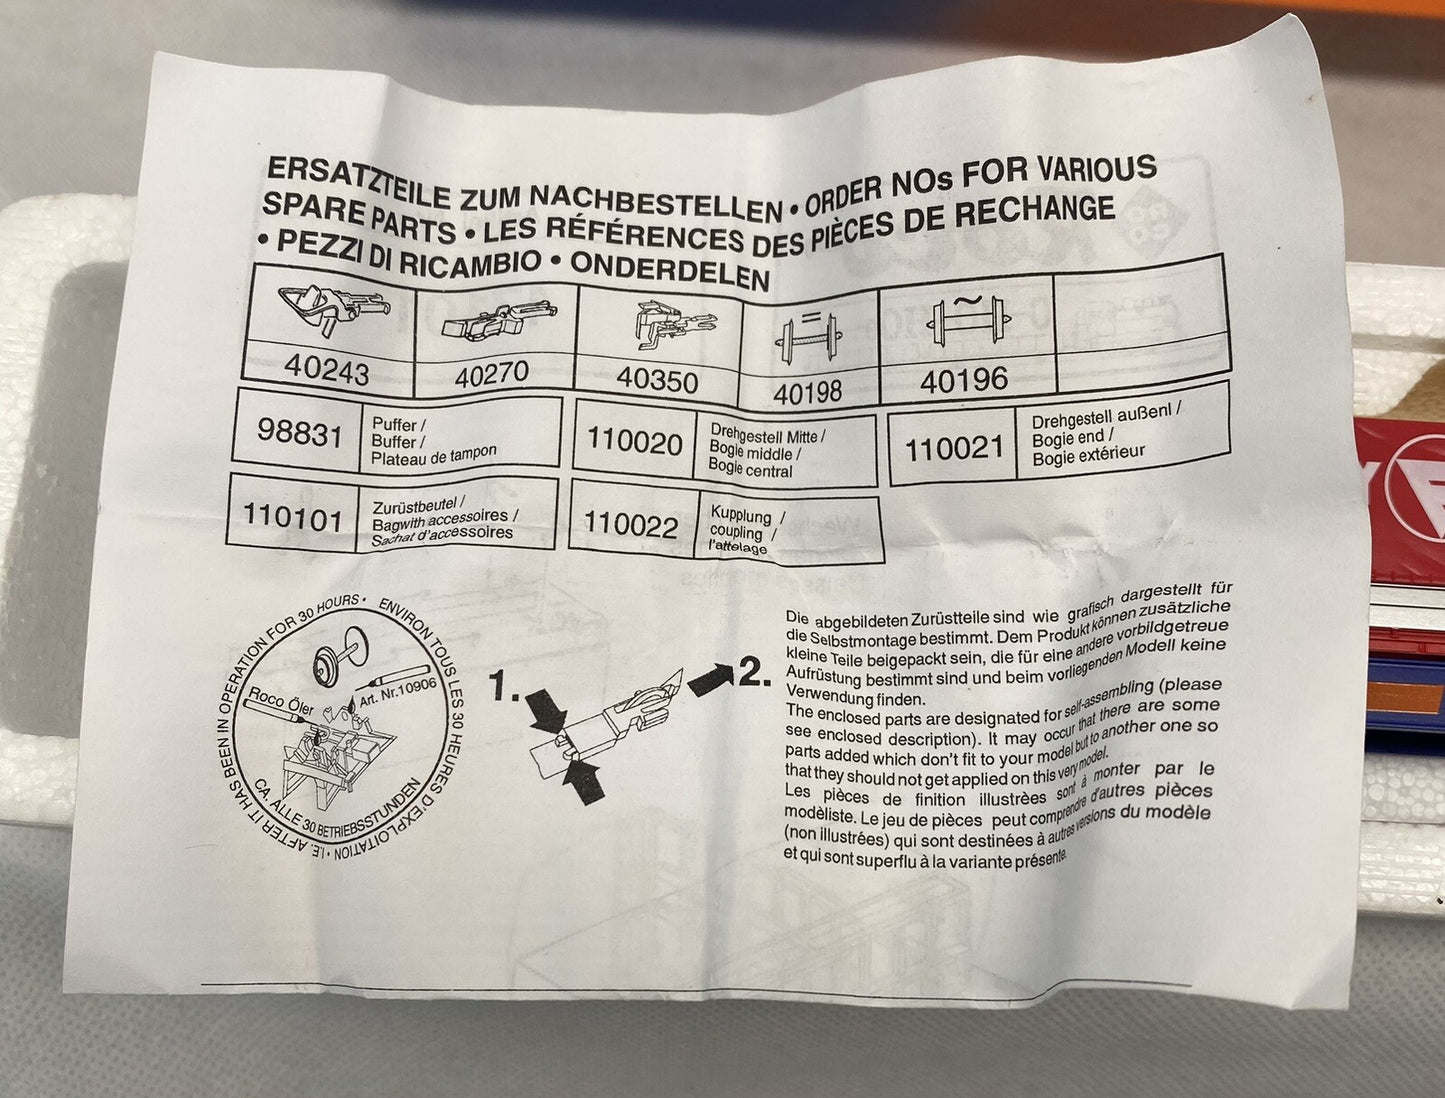 ERSATZTEILE ZUM NACHBESTELLEN • ORDER NOs FOR VARIOUS
SPARE PARTS • LES RÉFÉRENCES DES PIÈCES DE RECHANGE
• PEZZI DI RICAMBIO • ONDERDELEN
40243 40270 40350 40198 40196
98831
Puffer /
Buffer /
Plateau de tampon
110020
Drehgestell Mitte /
Bogie middle /
Bogie central
110021
Drehgestell außenl /
Bogie end /
Bogie extérieur
110101
Zurüstbeutel /
Bagwith accessoires /
Sachat d'accessoires
110022
Kupplung /
coupling /
l'attelage
ENVIRON TOUS LES 30 HEURES D'EXPLOITATION • I.E. AFTER IT HAS BEEN IN OPERATION FOR 30 HOURS •
Roco Öler
Art. Nr.10906
CA. ALLE 30 BETRIEBSSTUNDEN
1.
2.
Die abgebildeten Zurüstteile sind wie grafisch dargestellt für
die Selbstmontage bestimmt. Dem Produkt können zusätzliche
kleine Teile beigepackt sein, die für eine andere vorbildgetreue
Aufrüstung bestimmt sind und beim vorliegenden Modell keine
Verwendung finden.
The enclosed parts are designated for self-assembling (please
see enclosed description). It may occur that there are some
parts added which don't fit to your model but to another one so
that they should not get applied on this very model.
Les pièces de finition illustrèes sont à monter par le
modèliste. Le jeu de pièces peut comprendre d'autres pièces
(non illustrées) qui sont destinées à autres versions du modèle
et qui sont superflu à la variante présente.